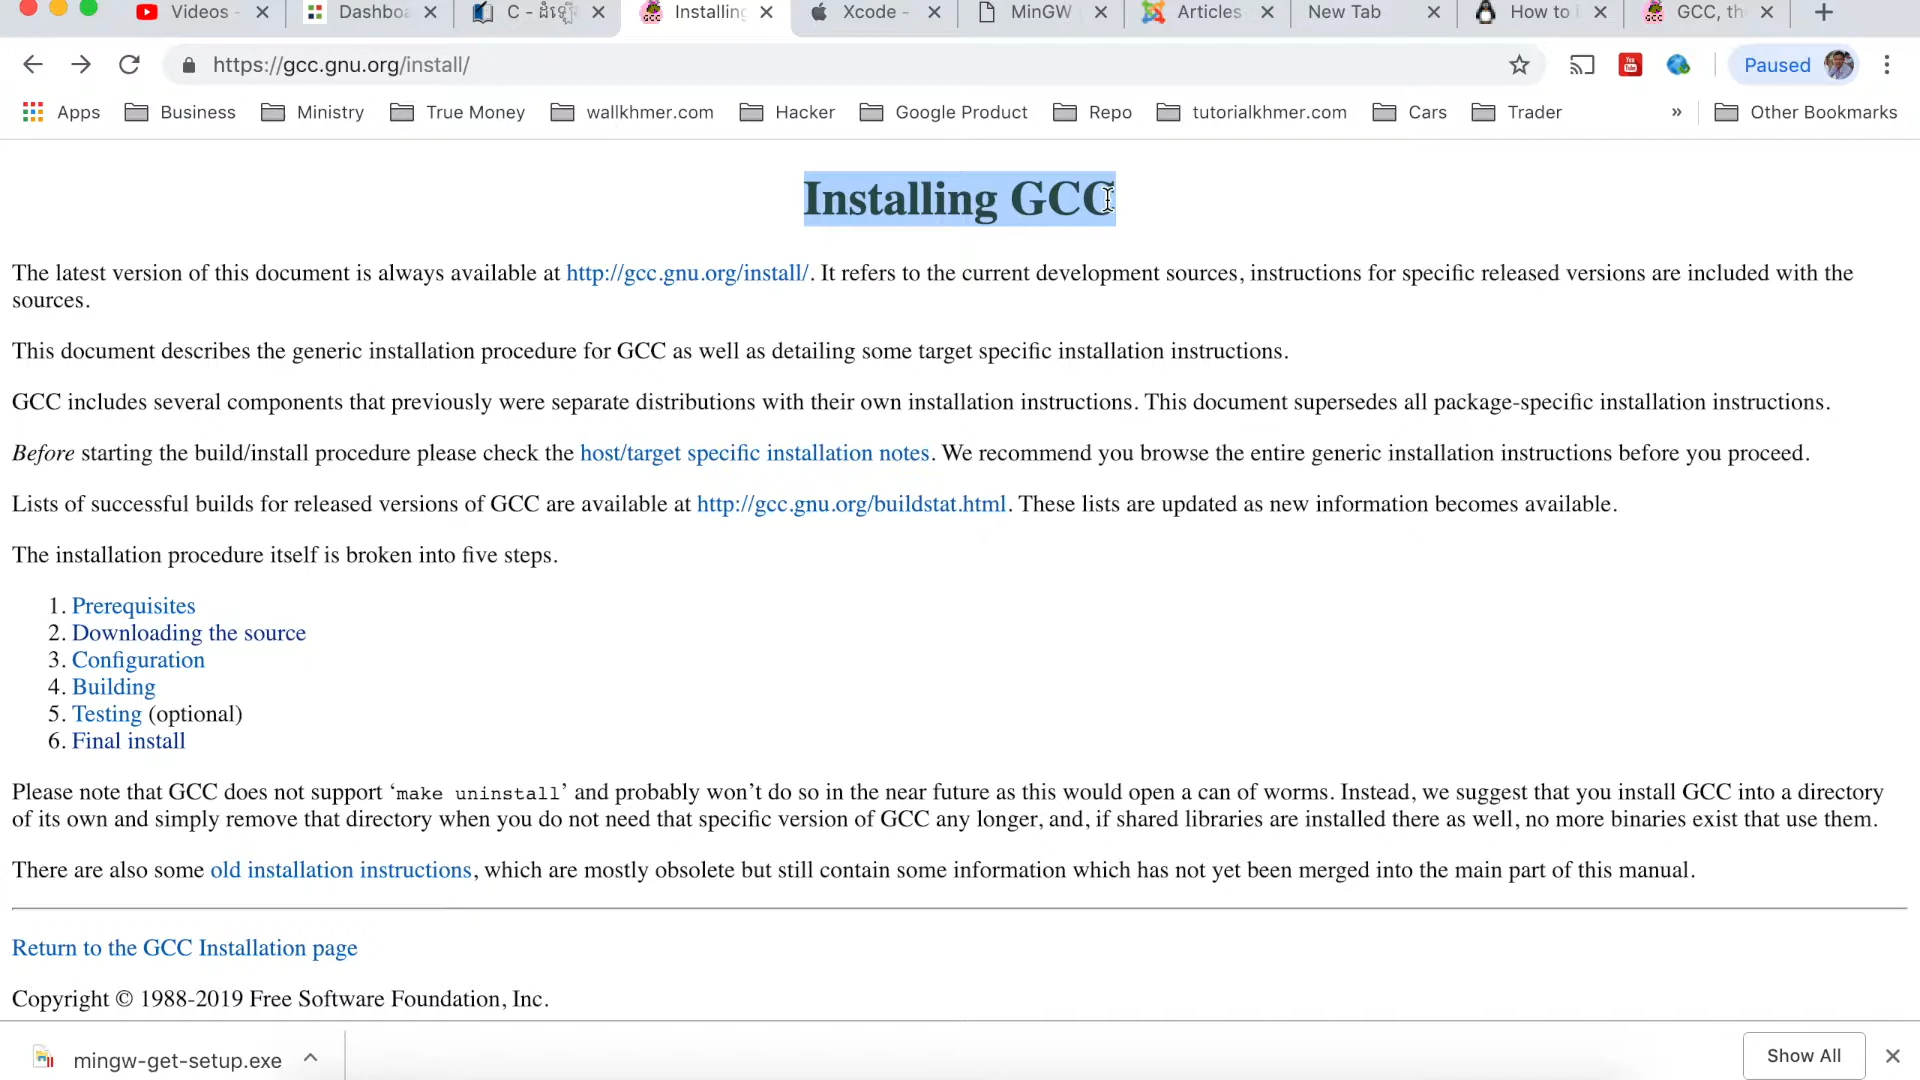 Videos -
Dashbo
C - ដំឡើ
Installing
Xcode -
MinGW
Articles
New Tab
How to i
GCC, th
https://gcc.gnu.org/install/
Paused
Apps
Business
Ministry
True Money
wallkhmer.com
Hacker
Google Product
Repo
tutorialkhmer.com
Cars
Trader
»
Other Bookmarks
Installing GCC
The latest version of this document is always available at http://gcc.gnu.org/install/. It refers to the current development sources, instructions for specific released versions are included with the
sources.
This document describes the generic installation procedure for GCC as well as detailing some target specific installation instructions.
GCC includes several components that previously were separate distributions with their own installation instructions. This document supersedes all package-specific installation instructions.
Before starting the build/install procedure please check the host/target specific installation notes. We recommend you browse the entire generic installation instructions before you proceed.
Lists of successful builds for released versions of GCC are available at http://gcc.gnu.org/buildstat.html. These lists are updated as new information becomes available.
The installation procedure itself is broken into five steps.
1. Prerequisites
2. Downloading the source
3. Configuration
4. Building
5. Testing (optional)
6. Final install
Please note that GCC does not support ‘make uninstall’ and probably won’t do so in the near future as this would open a can of worms. Instead, we suggest that you install GCC into a directory
of its own and simply remove that directory when you do not need that specific version of GCC any longer, and, if shared libraries are installed there as well, no more binaries exist that use them.
There are also some old installation instructions, which are mostly obsolete but still contain some information which has not yet been merged into the main part of this manual.
Return to the GCC Installation page
Copyright © 1988-2019 Free Software Foundation, Inc.
mingw-get-setup.exe
Show All